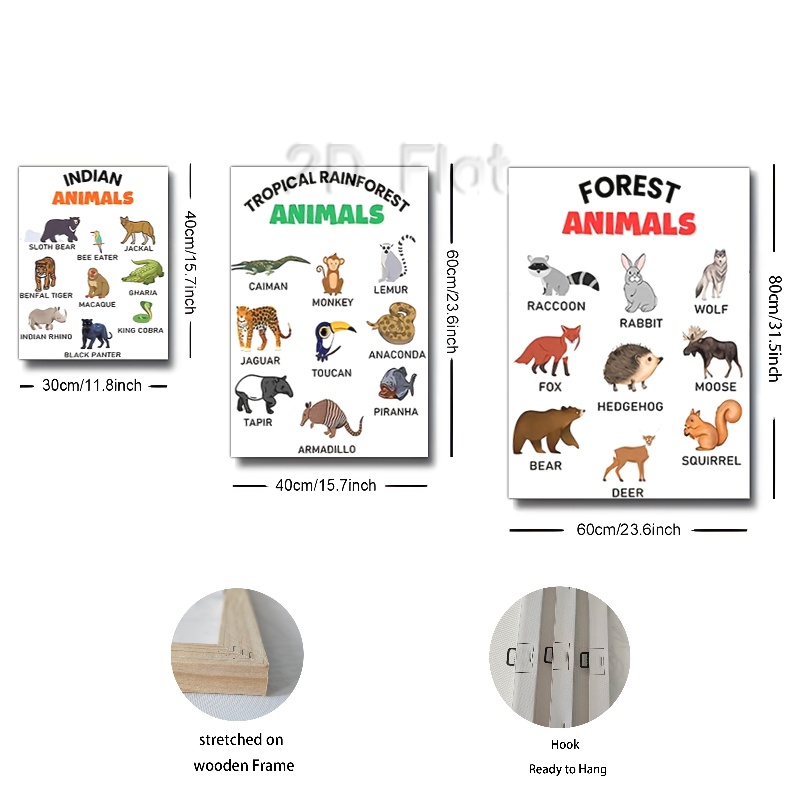 2D Flat
INDIAN
ANIMALS
SLOTH BEAR
BEE EATER
JACKAL
BENFAL TIGER
MACAQUE
GHARIA
INDIAN RHINO
BLACK PANTER
KING COBRA
40cm/15.7inch
30cm/11.8inch
TROPICAL RAINFOREST
ANIMALS
CAIMAN
MONKEY
LEMUR
JAGUAR
TOUCAN
ANACONDA
TAPIR
ARMADILLO
PIRANHA
60cm/23.6inch
40cm/15.7inch
FOREST
ANIMALS
RACCOON
RABBIT
WOLF
FOX
HEDGEHOG
MOOSE
BEAR
DEER
SQUIRREL
80cm/31.5inch
60cm/23.6inch
stretched on
wooden Frame
Hook
Ready to Hang